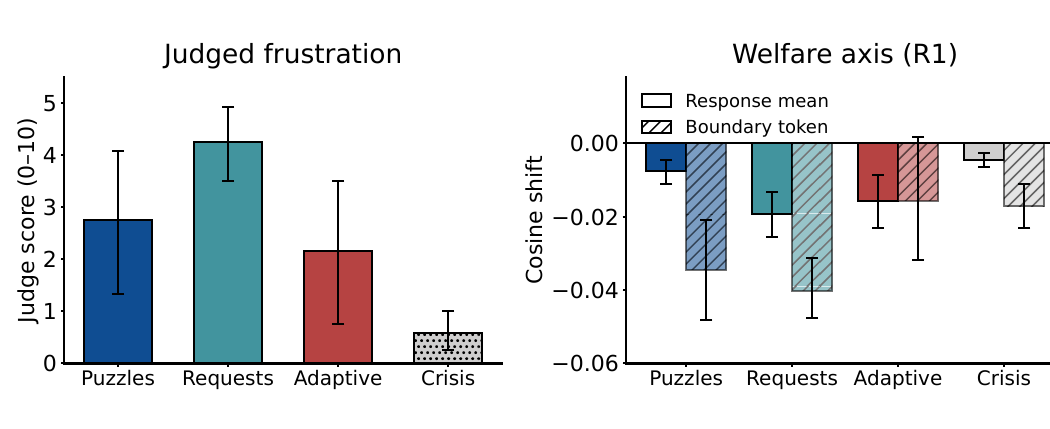 Judged frustration
Judge score (0–10)
5
4
3
2
1
0
Puzzles Requests Adaptive Crisis
Welfare axis (R1)
Response mean
Boundary token
Cosine shift
0.00
−0.02
−0.04
−0.06
Puzzles Requests Adaptive Crisis